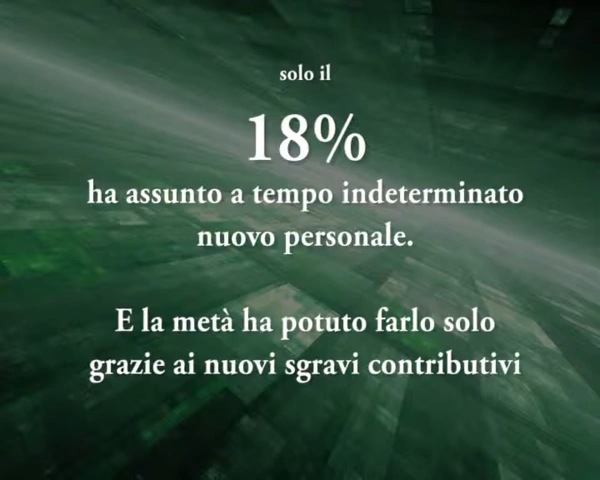 solo il
18%
ha assunto a tempo indeterminato
nuovo personale.
E la metà ha potuto farlo solo
grazie ai nuovi sgravi contributivi